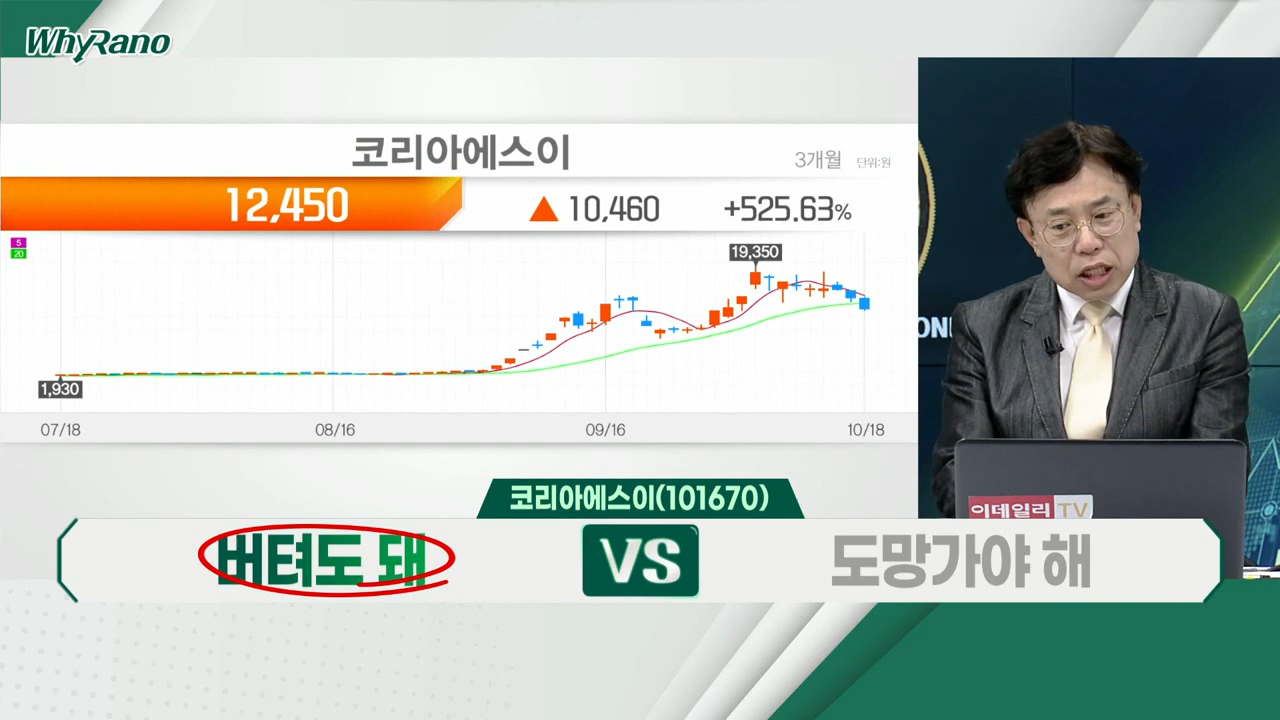 WhyRano
코리아에스이
3개월 단위:원
12,450 ▲ 10,460 +525.63%
5
20
19,350
1,930
07/18 08/16 09/16 10/18
이데일리TV
코리아에스이(101670)
버텨도 돼 VS 도망가야 해